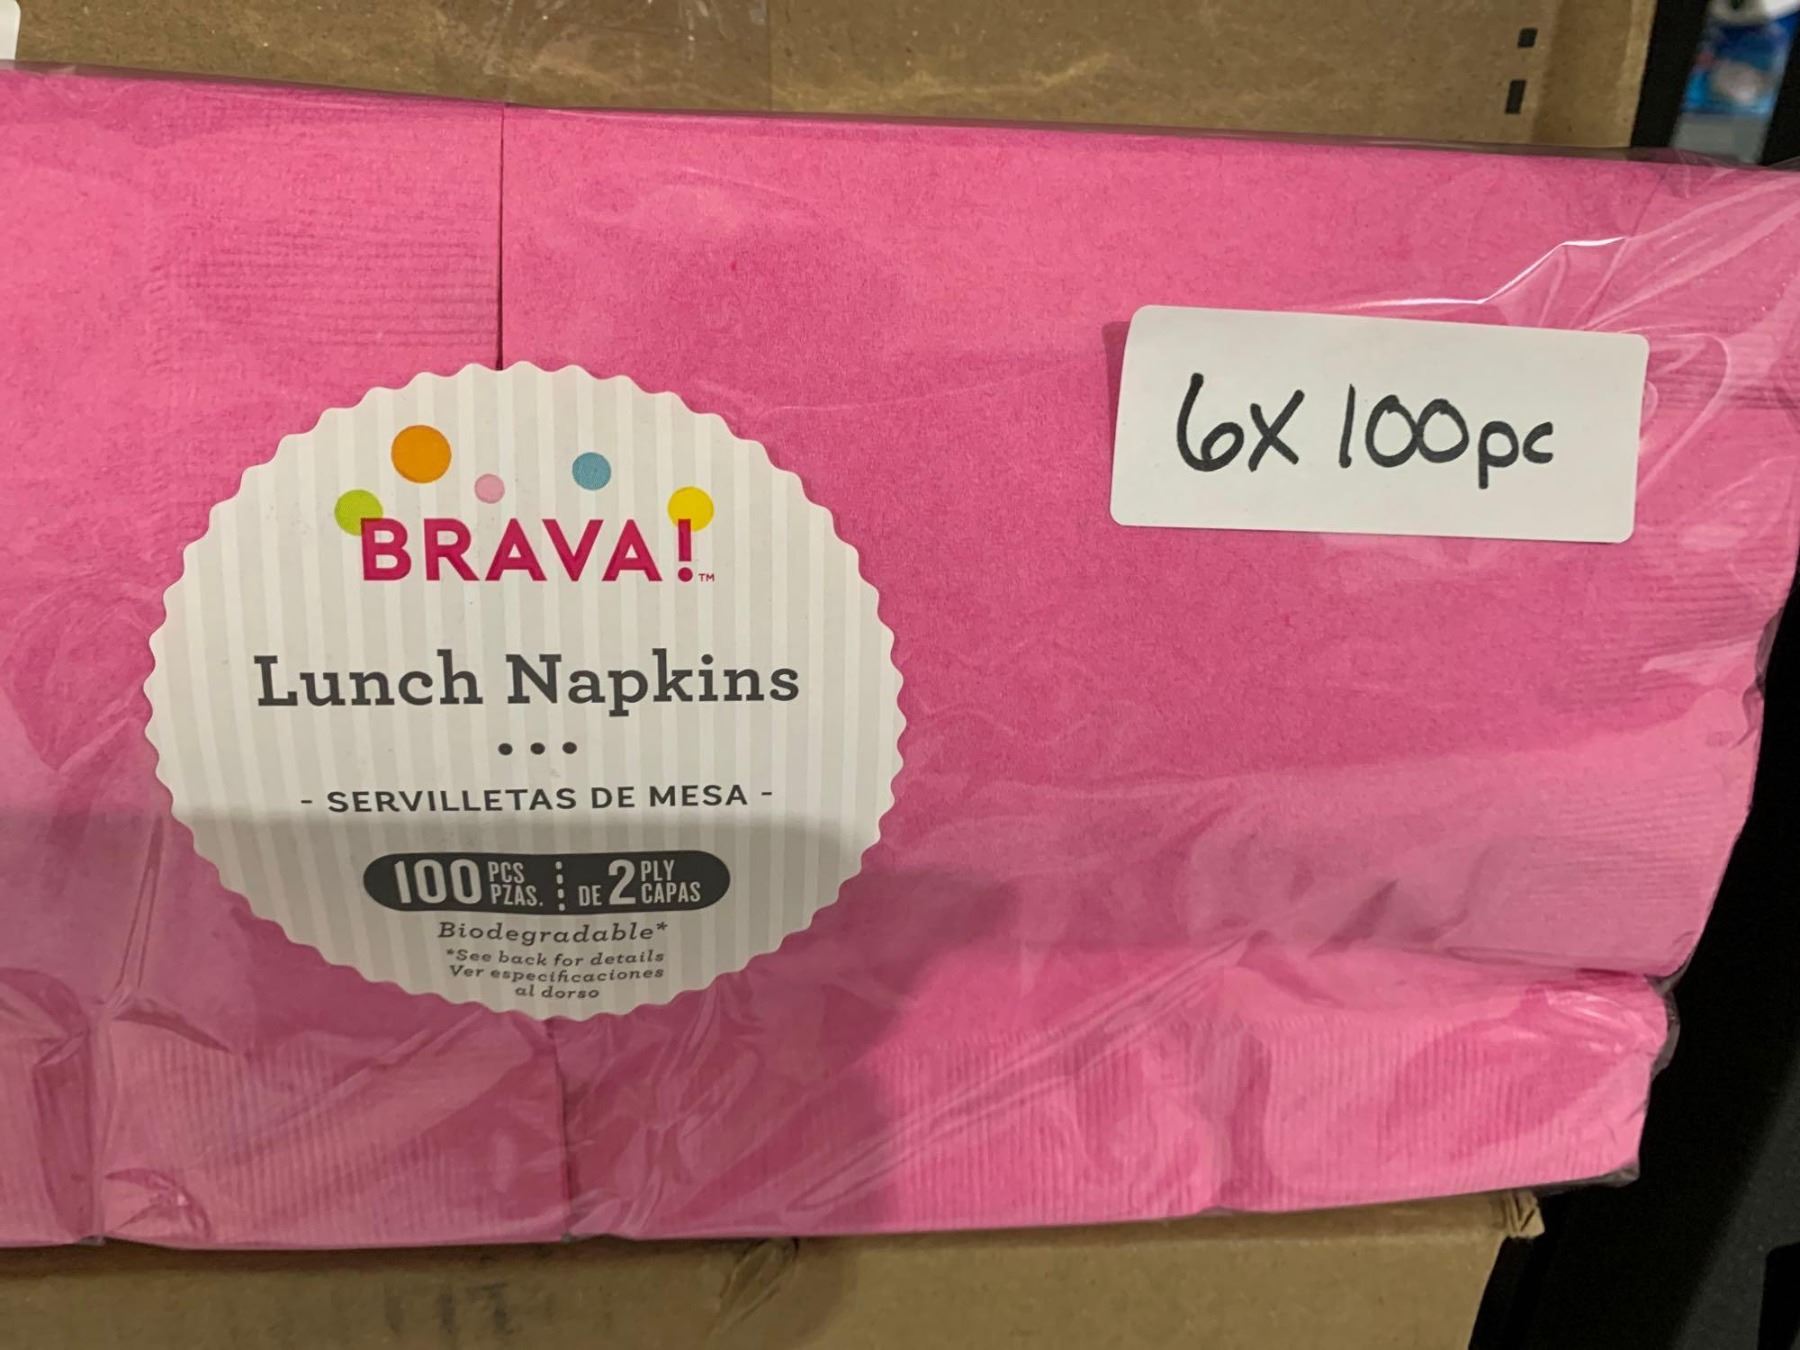 BRAVA!™
Lunch Napkins
- SERVILLETAS DE MESA -
100 PCS PZAS. DE 2 PLY CAPAS
Biodegradable*
*See back for details
Ver especificaciones
al dorso
6X 100pc